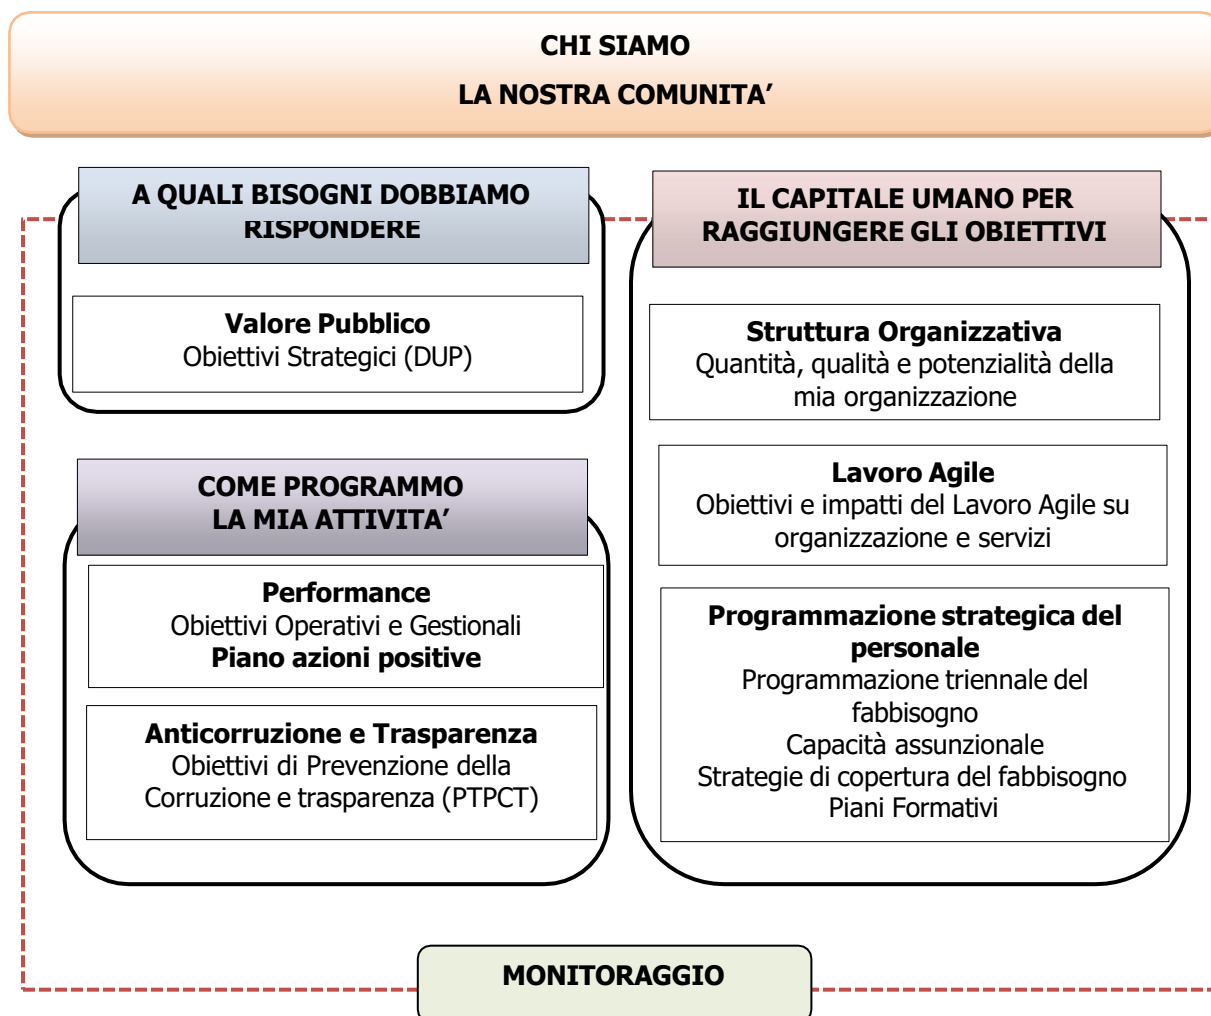 CHI SIAMO
LA NOSTRA COMUNITA’
A QUALI BISOGNI DOBBIAMO
RISPONDERE
Valore Pubblico
Obiettivi Strategici (DUP)
COME PROGRAMMO
LA MIA ATTIVITA’
Performance
Obiettivi Operativi e Gestionali
Piano azioni positive
Anticorruzione e Trasparenza
Obiettivi di Prevenzione della
Corruzione e trasparenza (PTPCT)
IL CAPITALE UMANO PER
RAGGIUNGERE GLI OBIETTIVI
Struttura Organizzativa
Quantità, qualità e potenzialità della
mia organizzazione
Lavoro Agile
Obiettivi e impatti del Lavoro Agile su
organizzazione e servizi
Programmazione strategica del
personale
Programmazione triennale del
fabbisogno
Capacità assunzionale
Strategie di copertura del fabbisogno
Piani Formativi
MONITORAGGIO